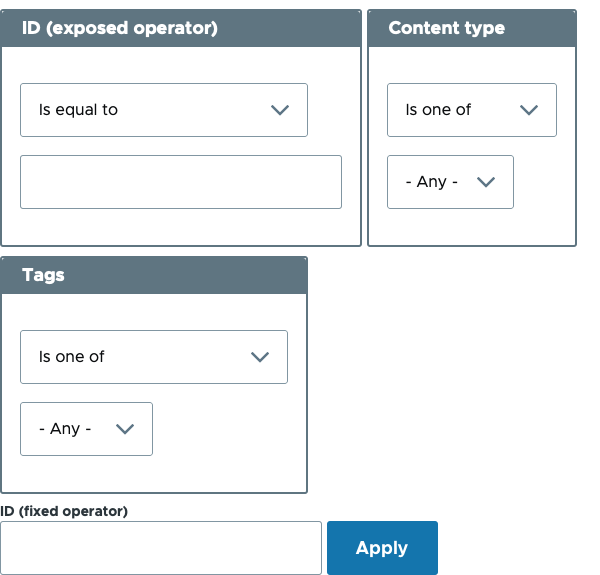 ID (exposed operator)
Content type
Is equal to
Is one of
- Any -
Tags
Is one of
- Any -
ID (fixed operator)
Apply